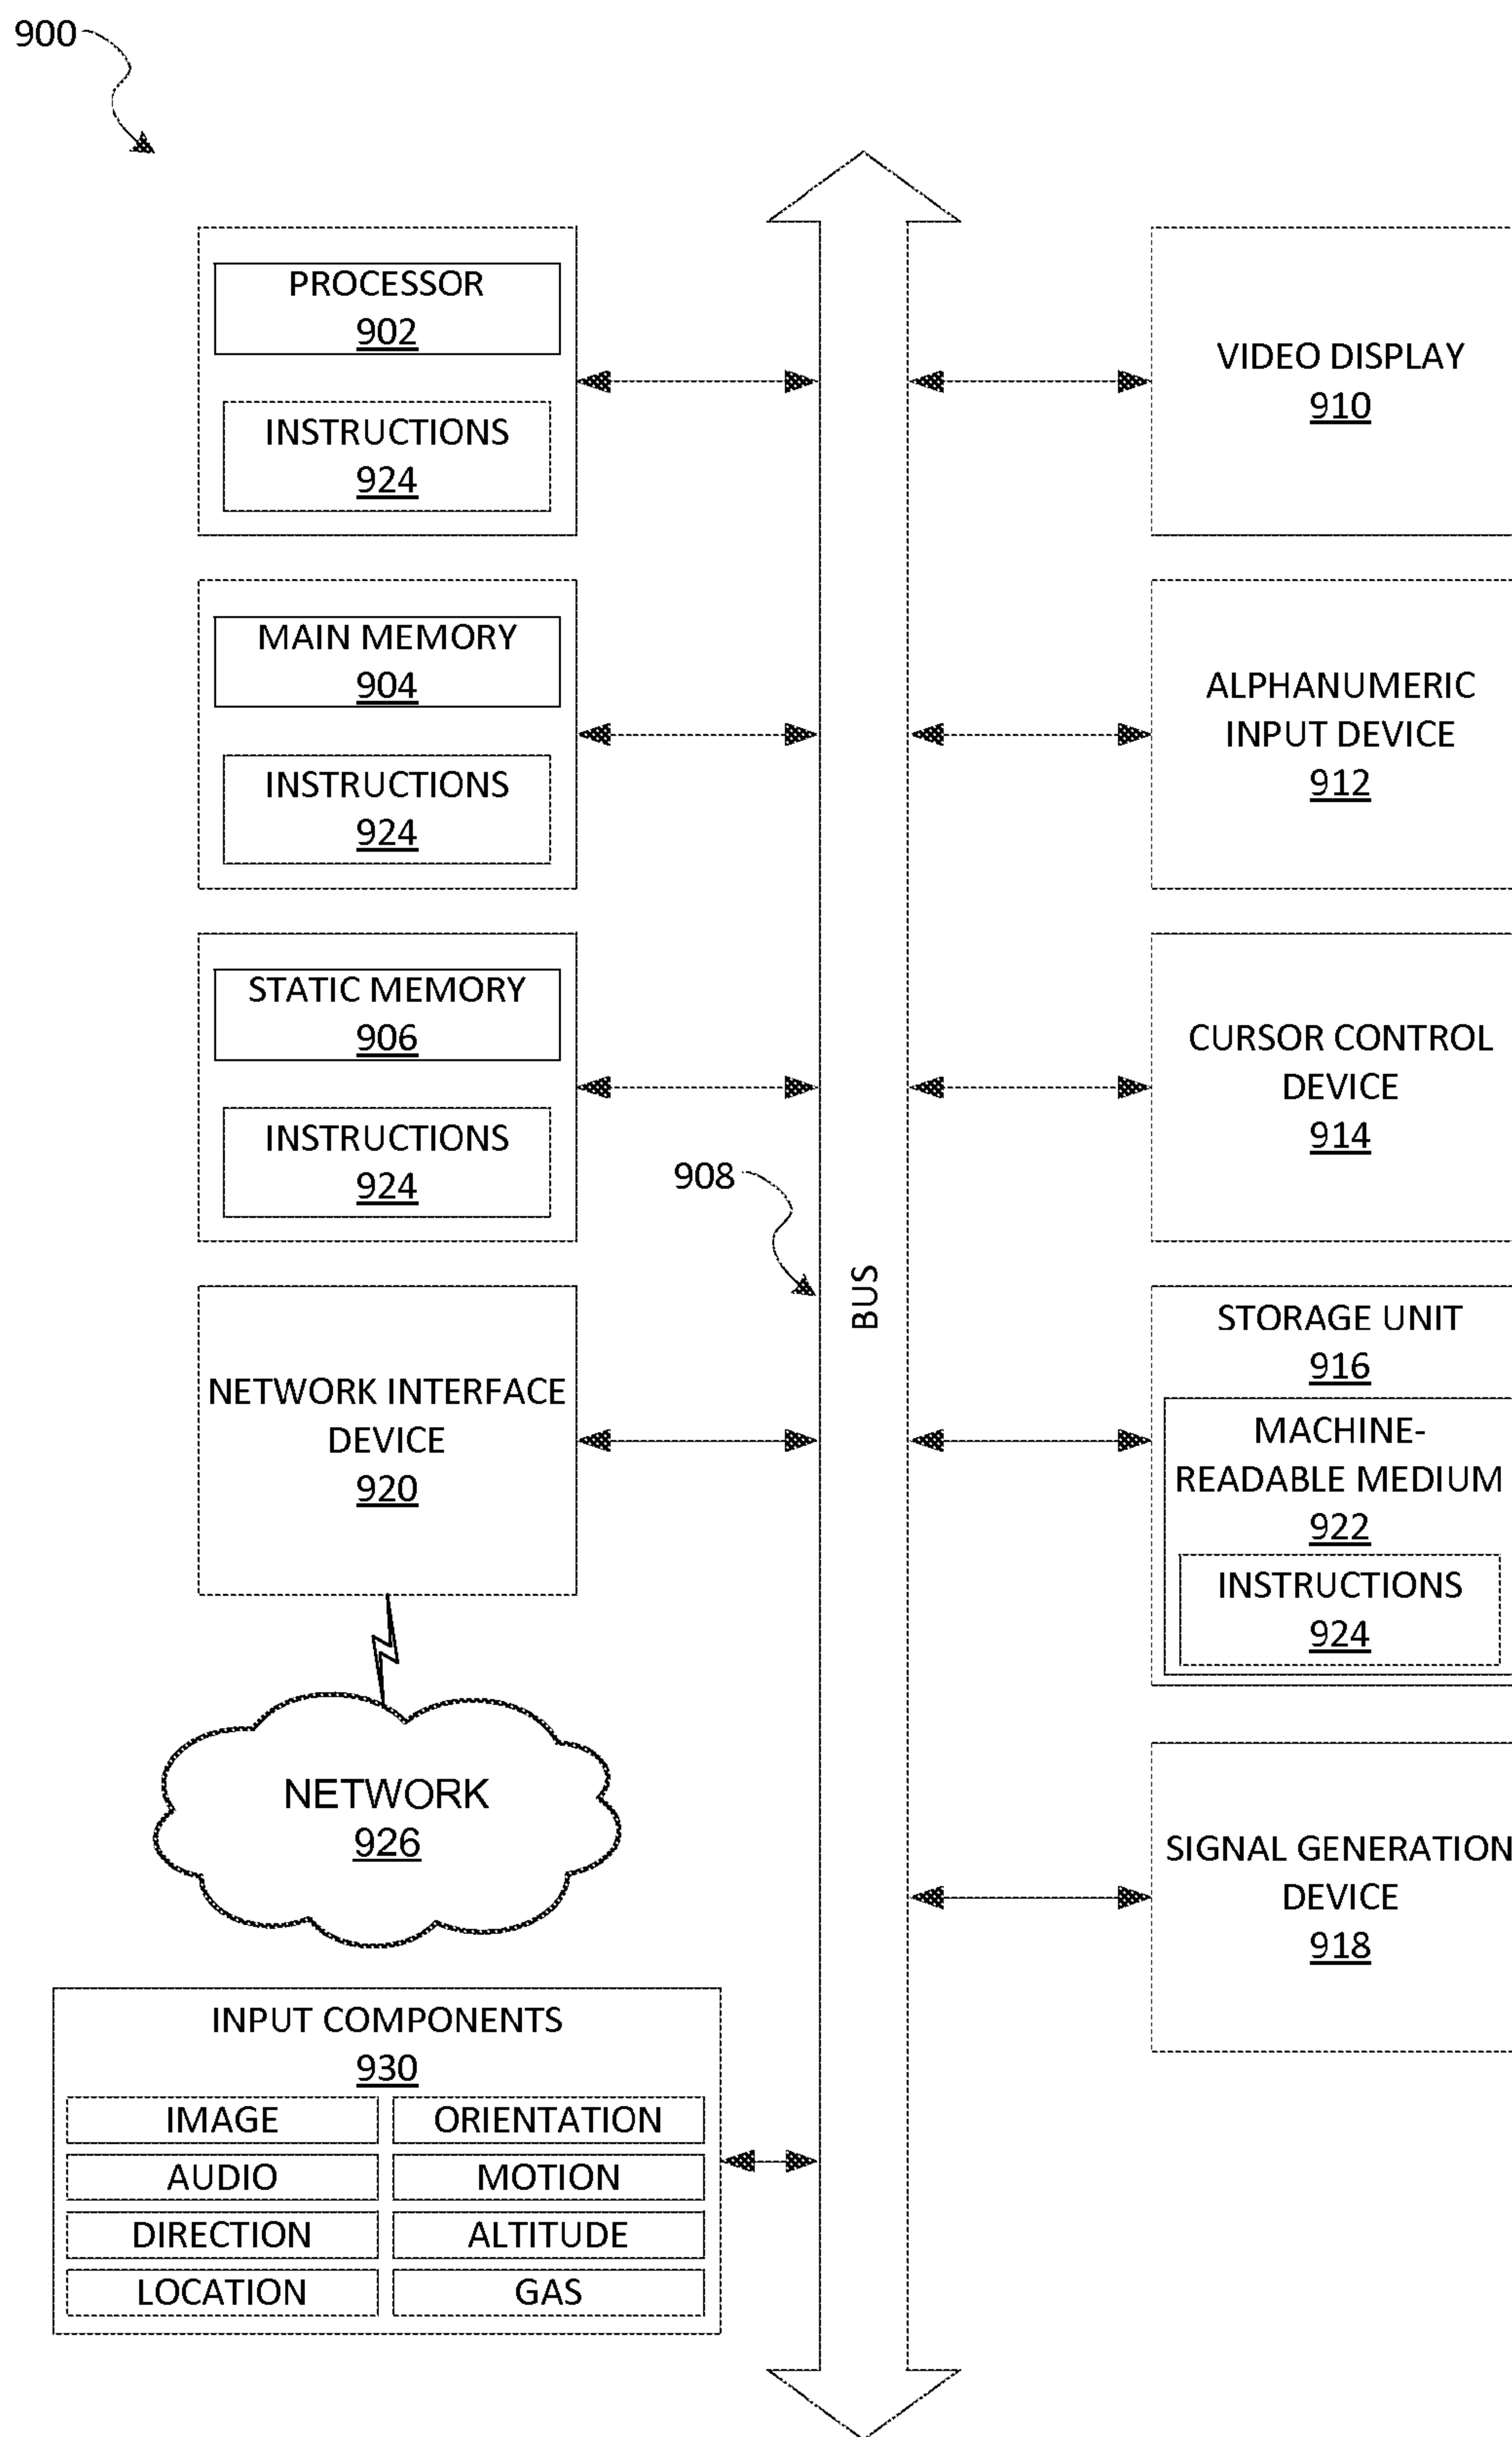 900
PROCESSOR
902
INSTRUCTIONS
924
MAIN MEMORY
904
INSTRUCTIONS
924
STATIC MEMORY
906
INSTRUCTIONS
924
NETWORK INTERFACE
DEVICE
920
NETWORK
926
INPUT COMPONENTS
930
IMAGE
ORIENTATION
AUDIO
MOTION
DIRECTION
ALTITUDE
LOCATION
GAS
908
BUS
VIDEO DISPLAY
910
ALPHANUMERIC
INPUT DEVICE
912
CURSOR CONTROL
DEVICE
914
STORAGE UNIT
916
MACHINE-
READABLE MEDIUM
922
INSTRUCTIONS
924
SIGNAL GENERATION
DEVICE
918